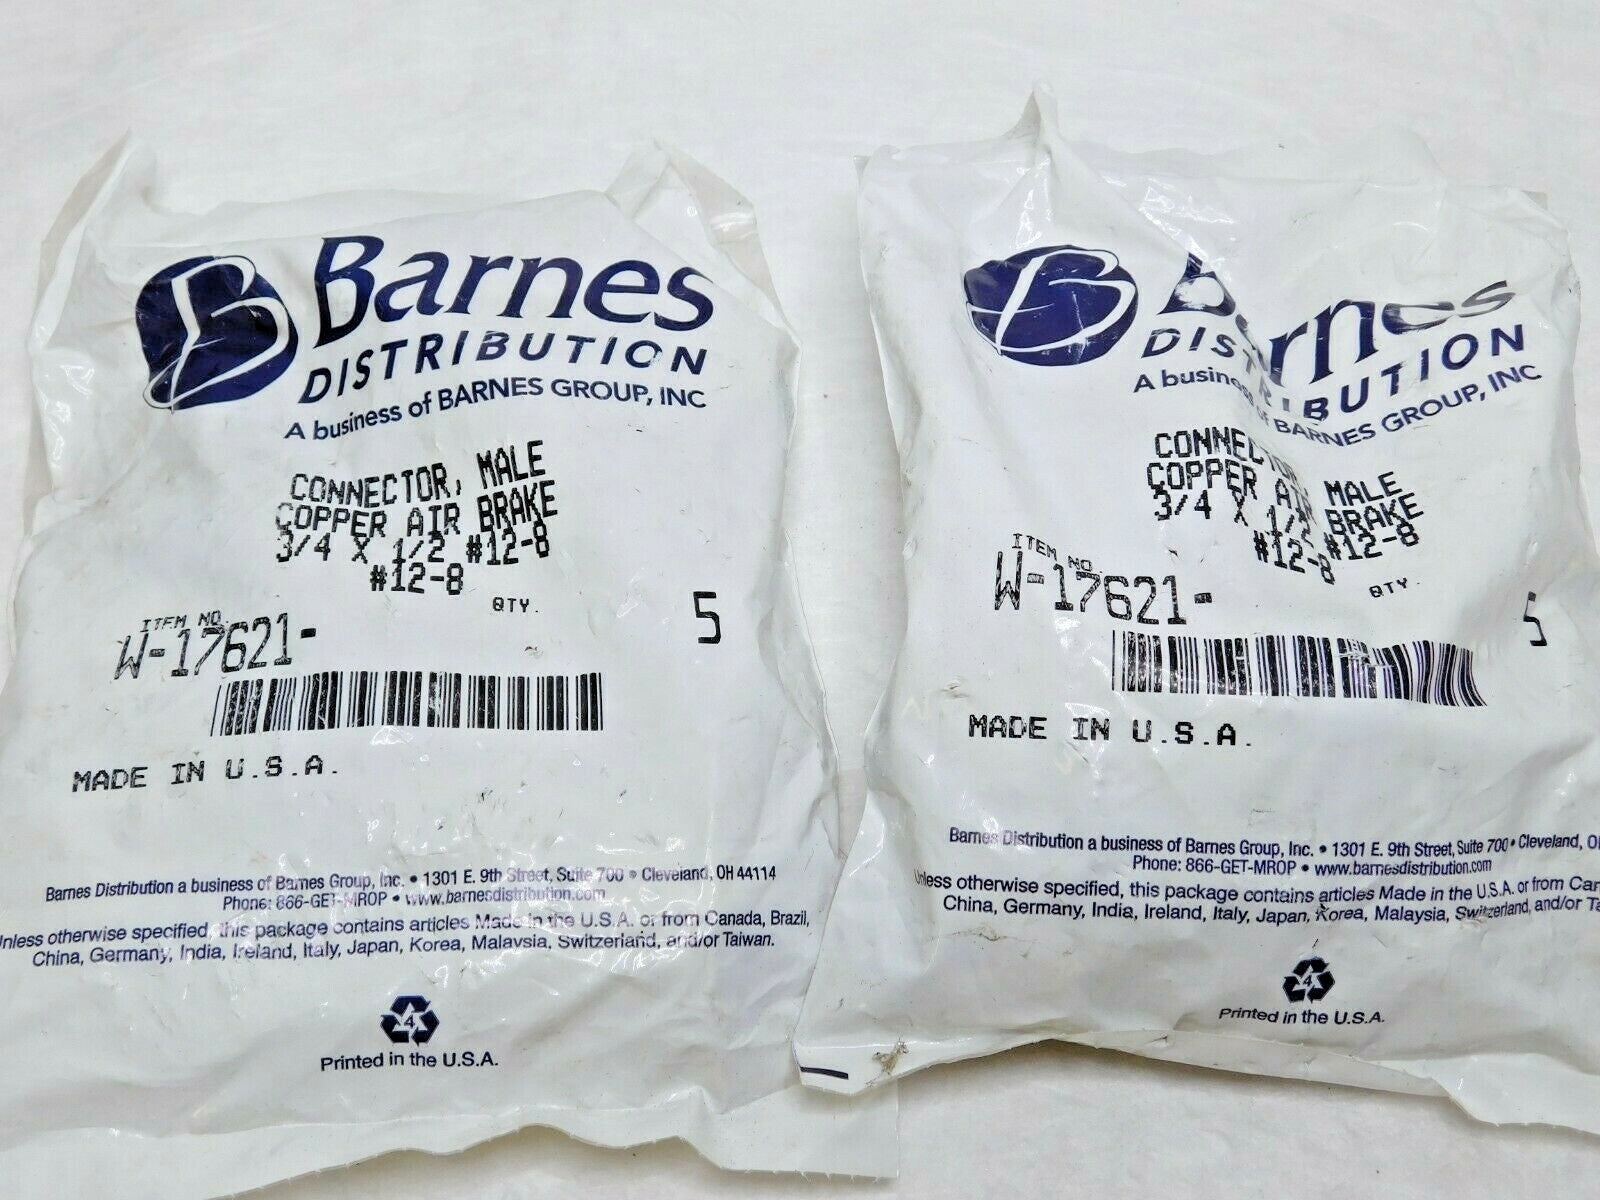 Barnes
DISTRIBUTION
A business of BARNES GROUP, INC
CONNECTOR, MALE
COPPER AIR BRAKE
3/4 X 1/2 #12-8
#12-8
ITEM NO.
QTY.
W-17621-
5
MADE IN U.S.A.
Barnes Distribution a business of Barnes Group, Inc. • 1301 E. 9th Street, Suite 700 • Cleveland, OH 44114
Phone: 866-GET-MROP • www.barnesdistribution.com
Unless otherwise specified, this package contains articles Made in the U.S.A. or from Canada, Brazil,
China, Germany, India, Ireland, Italy, Japan, Korea, Malaysia, Switzerland, and/or Taiwan.
4
Printed in the U.S.A.
Barnes
DISTRIBUTION
A business of BARNES GROUP, INC
CONNECTOR, MALE
COPPER AIR BRAKE
3/4 X 1/2 #12-8
#12-8
ITEM NO.
QTY.
W-17621-
5
MADE IN U.S.A.
Barnes Distribution a business of Barnes Group, Inc. • 1301 E. 9th Street, Suite 700 • Cleveland,
Phone: 866-GET-MROP • www.barnesdistribution.com
Unless otherwise specified, this package contains articles Made in the U.S.A. or from
China, Germany, India, Ireland, Italy, Japan, Korea, Malaysia, Switzerland, and/or
4
Printed in the U.S.A.